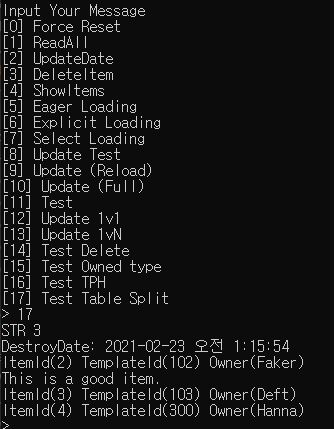 Input Your Message
[0] Force Reset
[1] ReadAll
[2] UpdateDate
[3] DeleteItem
[4] ShowItems
[5] Eager Loading
[6] Explicit Loading
[7] Select Loading
[8] Update Test
[9] Update (Reload)
[10] Update (Full)
[11] Test
[12] Update 1v1
[13] Update 1vN
[14] Test Delete
[15] Test Owned type
[16] Test TPH
[17] Test Table Split
> 17
STR 3
DestroyDate: 2021-02-23 오전 1:15:54
ItemId(2) TemplateId(102) Owner(Faker)
This is a good item.
ItemId(3) TemplateId(103) Owner(Deft)
ItemId(4) TemplateId(300) Owner(Hanna)
>